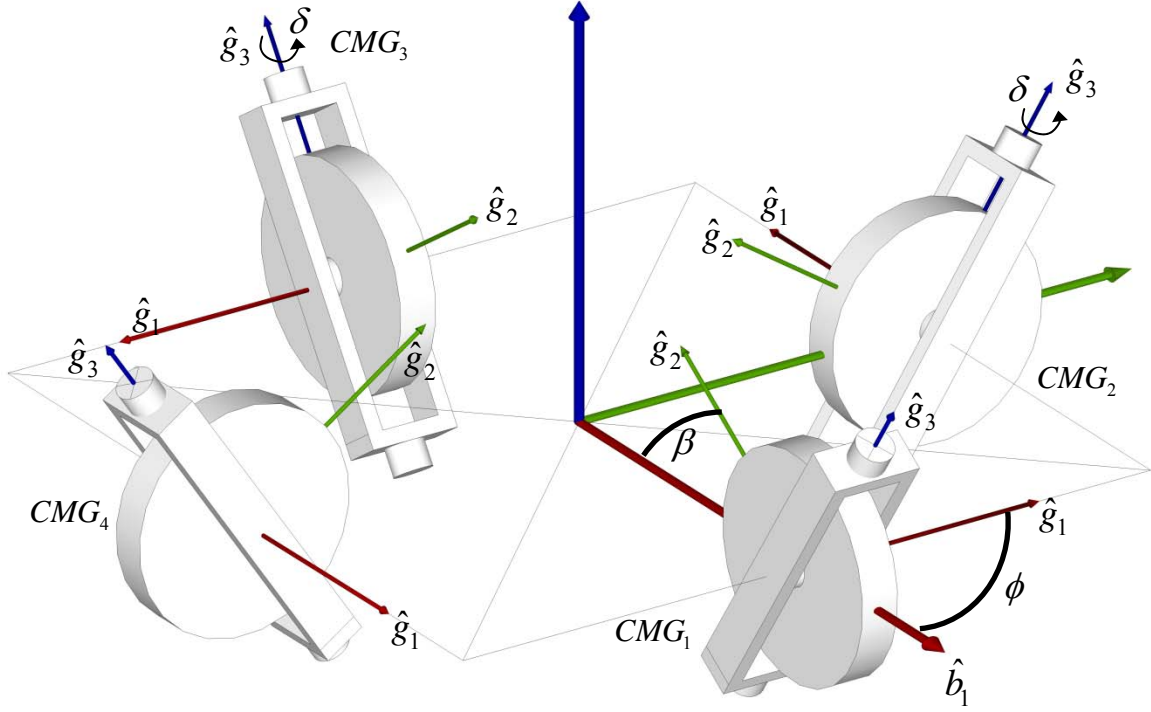 ĝ₃ δ CMG₃
δ ĝ₃
ĝ₂
ĝ₁
ĝ₂
ĝ₁
ĝ₃
ĝ₂
ĝ₂
CMG₂
β
ĝ₃
CMG₄
ĝ₁
ϕ
ĝ₁
CMG₁
b̂₁